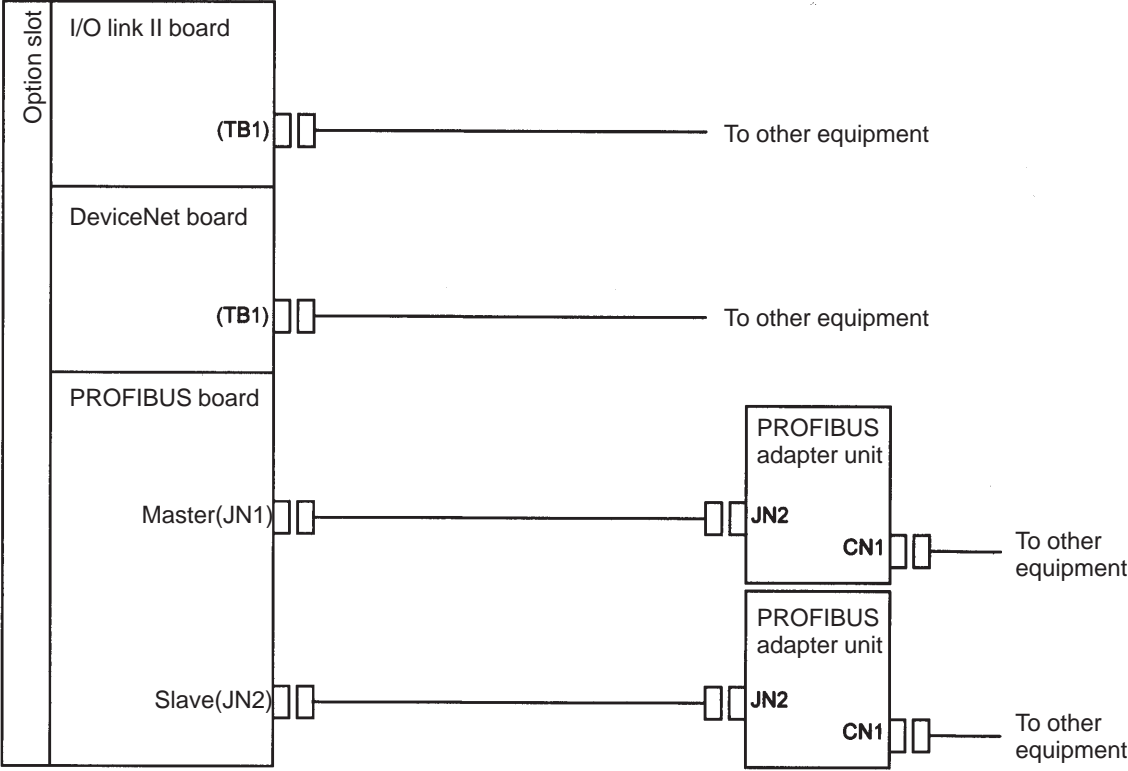 Option slot
I/O link II board
(TB1)
To other equipment
DeviceNet board
(TB1)
To other equipment
PROFIBUS board
Master(JN1)
PROFIBUS
adapter unit
JN2
CN1
To other
equipment
Slave(JN2)
PROFIBUS
adapter unit
JN2
CN1
To other
equipment